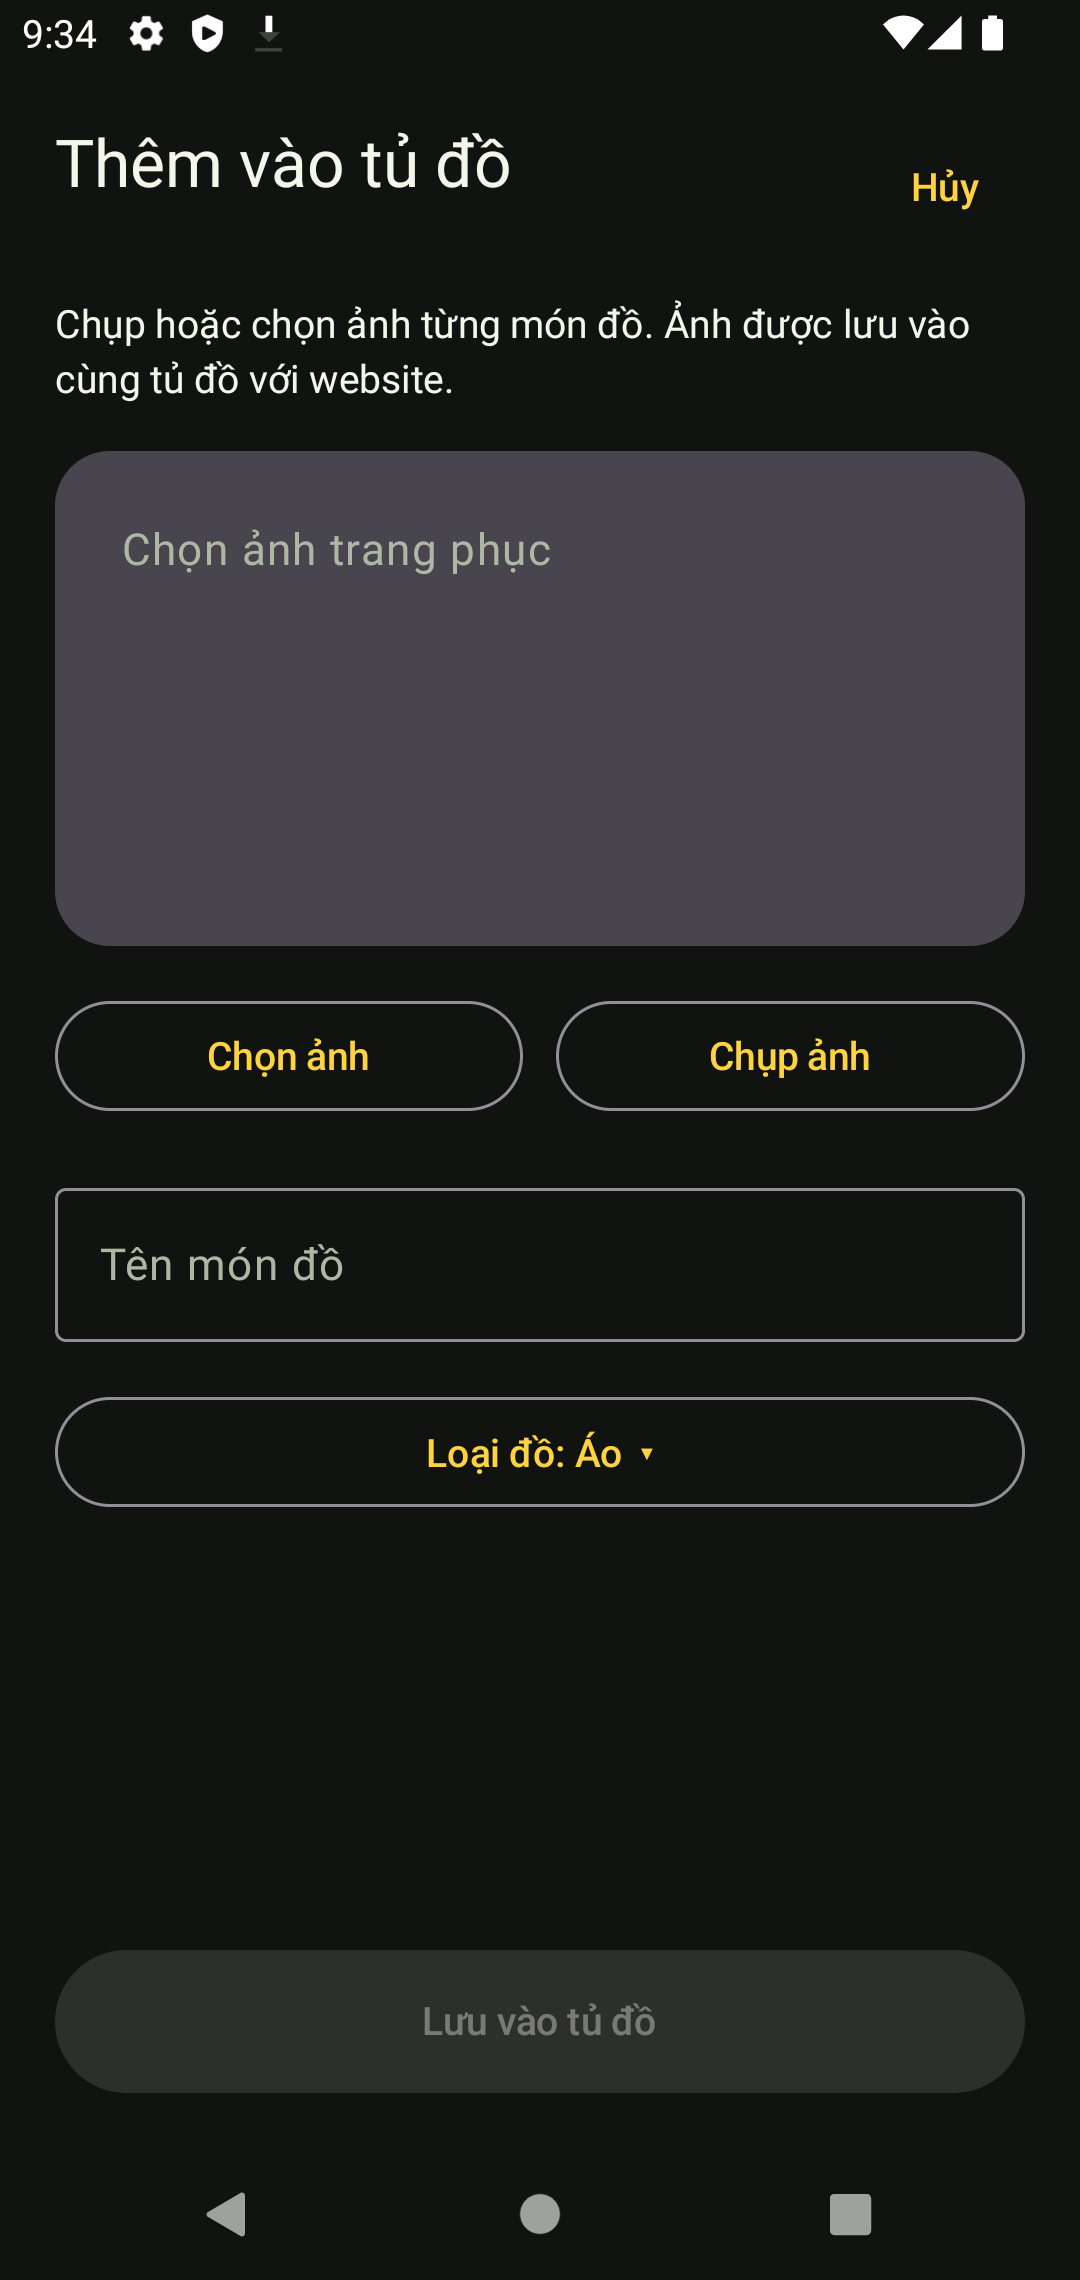 9:34
Thêm vào tủ đồ
Hủy
Chụp hoặc chọn ảnh từng món đồ. Ảnh được lưu vào
cùng tủ đồ với website.
Chọn ảnh trang phục
Chọn ảnh
Chụp ảnh
Tên món đồ
Loại đồ: Áo ▾
Lưu vào tủ đồ